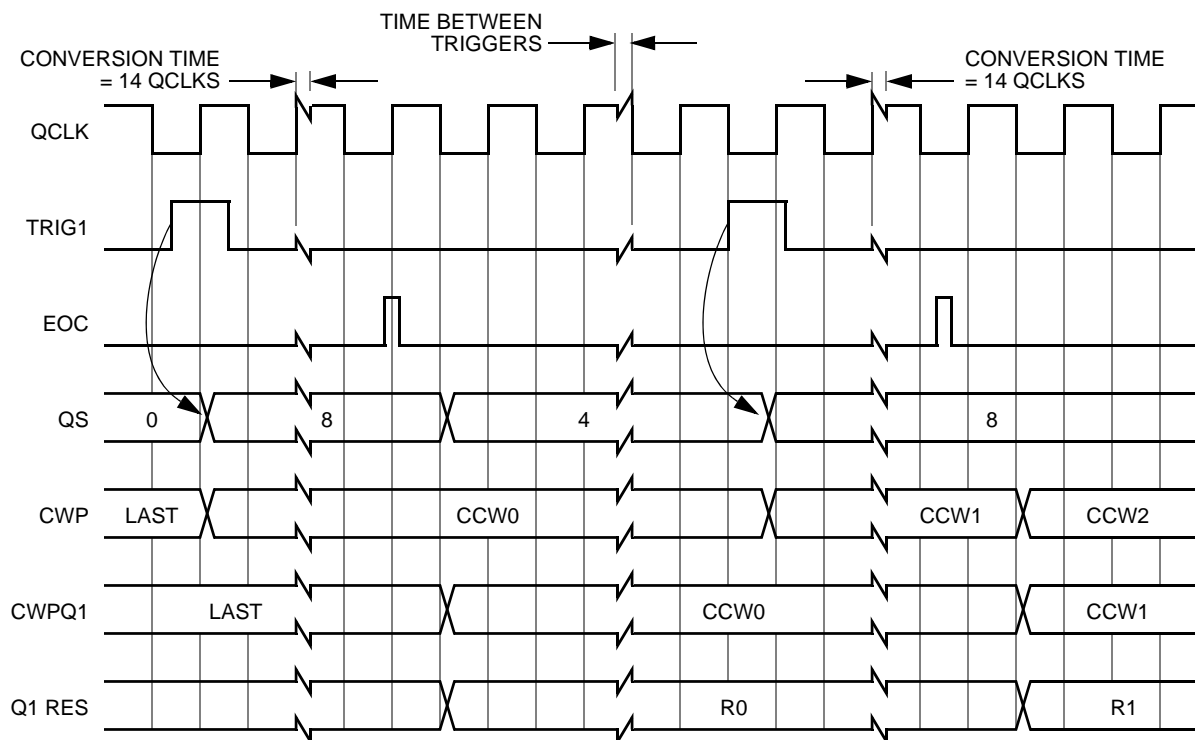 TIME BETWEEN
TRIGGERS
CONVERSION TIME
= 14 QCLKS
CONVERSION TIME
= 14 QCLKS
QCLK
TRIG1
EOC
QS 0 8 4 8
CWP LAST CCW0 CCW1 CCW2
CWPQ1 LAST CCW0 CCW1
Q1 RES R0 R1